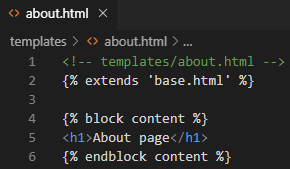 about.html
templates > about.html > ...
1 <!-- templates/about.html -->
2 {% extends 'base.html' %}
3
4 {% block content %}
5 <h1>About page</h1>
6 {% endblock content %}